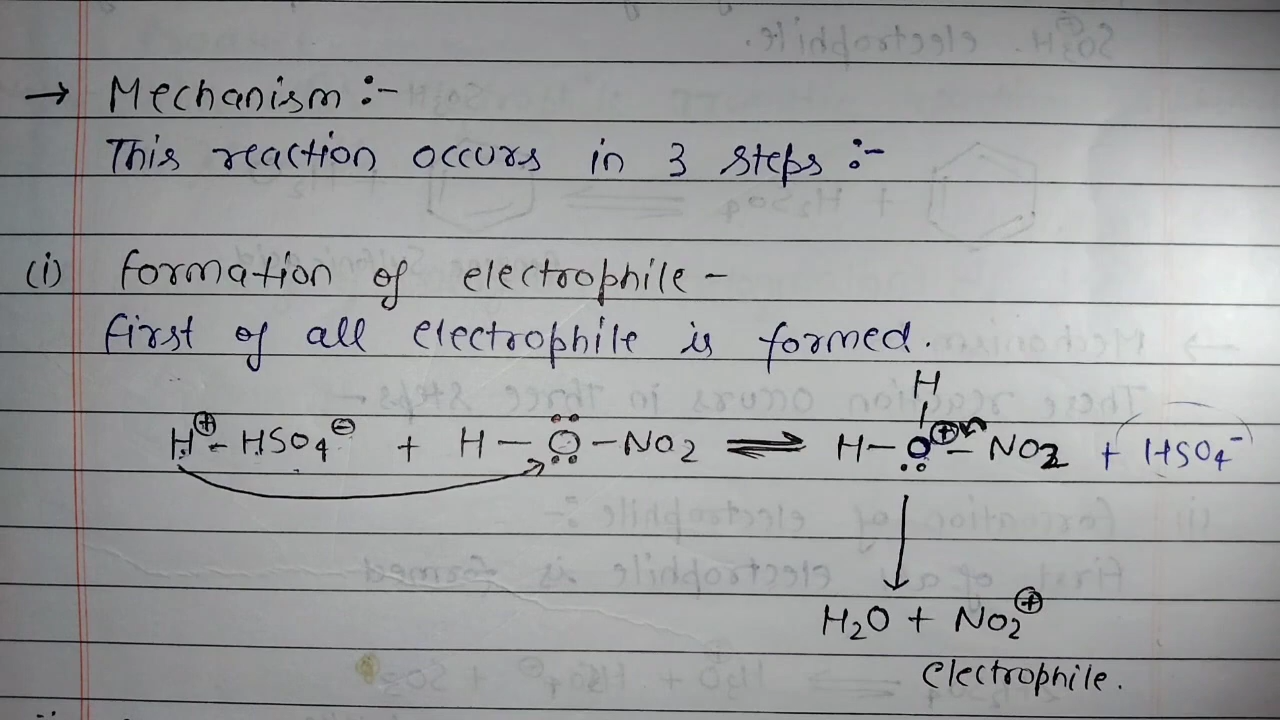 → Mechanism :-
This reaction occurs in 3 steps :-
(i) formation of electrophile -
first of all electrophile is formed.
H
H⊕ - HSO4⊖ + H - O - NO2 ⇌ H - O⊕ - NO2 + HSO4-
H2O + NO2⊕
electrophile.